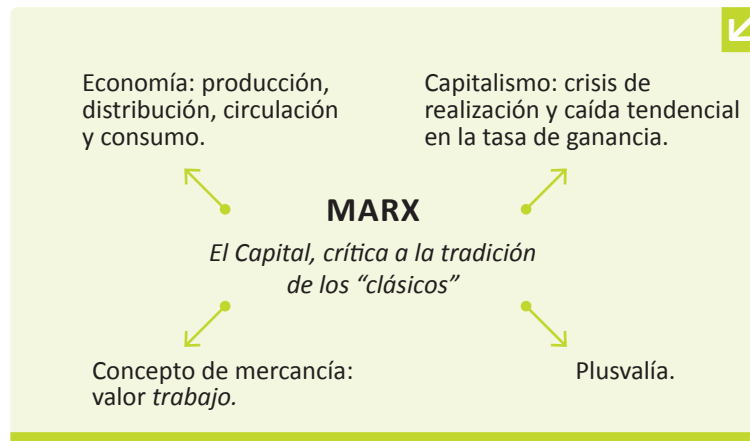 Economía: producción,
distribución, circulación
y consumo.
Capitalismo: crisis de
realización y caída tendencial
en la tasa de ganancia.
MARX
El Capital, crítica a la tradición
de los “clásicos”
Concepto de mercancía:
valor trabajo.
Plusvalía.